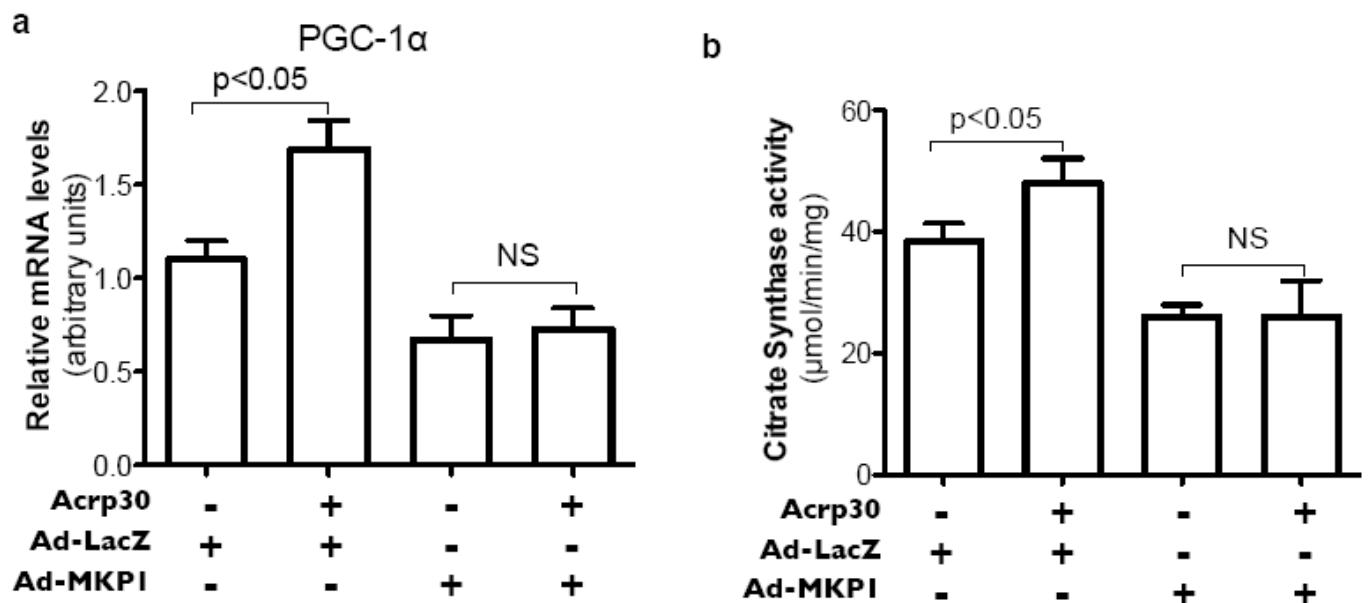 a
PGC-1α
p<0.05
NS
2.0
1.5
1.0
0.5
0.0
Relative mRNA levels
(arbitrary units)
Acrp30 - + - +
Ad-LacZ + + - -
Ad-MKP1 - - + +
b
p<0.05
NS
60
40
20
0
Citrate Synthase activity
(µmol/min/mg)
Acrp30 - + - +
Ad-LacZ + + - -
Ad-MKP1 - - + +